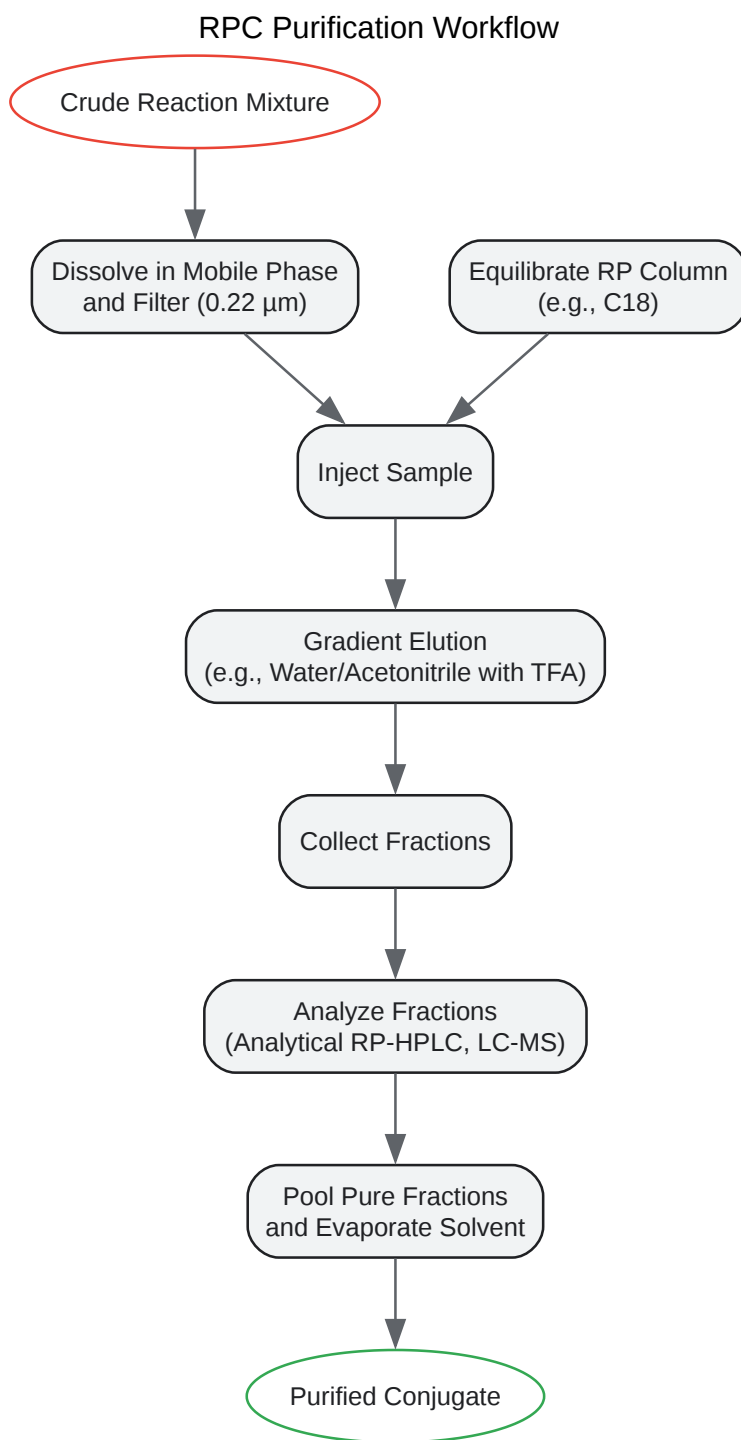 RPC Purification Workflow
Crude Reaction Mixture
Dissolve in Mobile Phase
and Filter (0.22 µm)
Equilibrate RP Column
(e.g., C18)
Inject Sample
Gradient Elution
(e.g., Water/Acetonitrile with TFA)
Collect Fractions
Analyze Fractions
(Analytical RP-HPLC, LC-MS)
Pool Pure Fractions
and Evaporate Solvent
Purified Conjugate